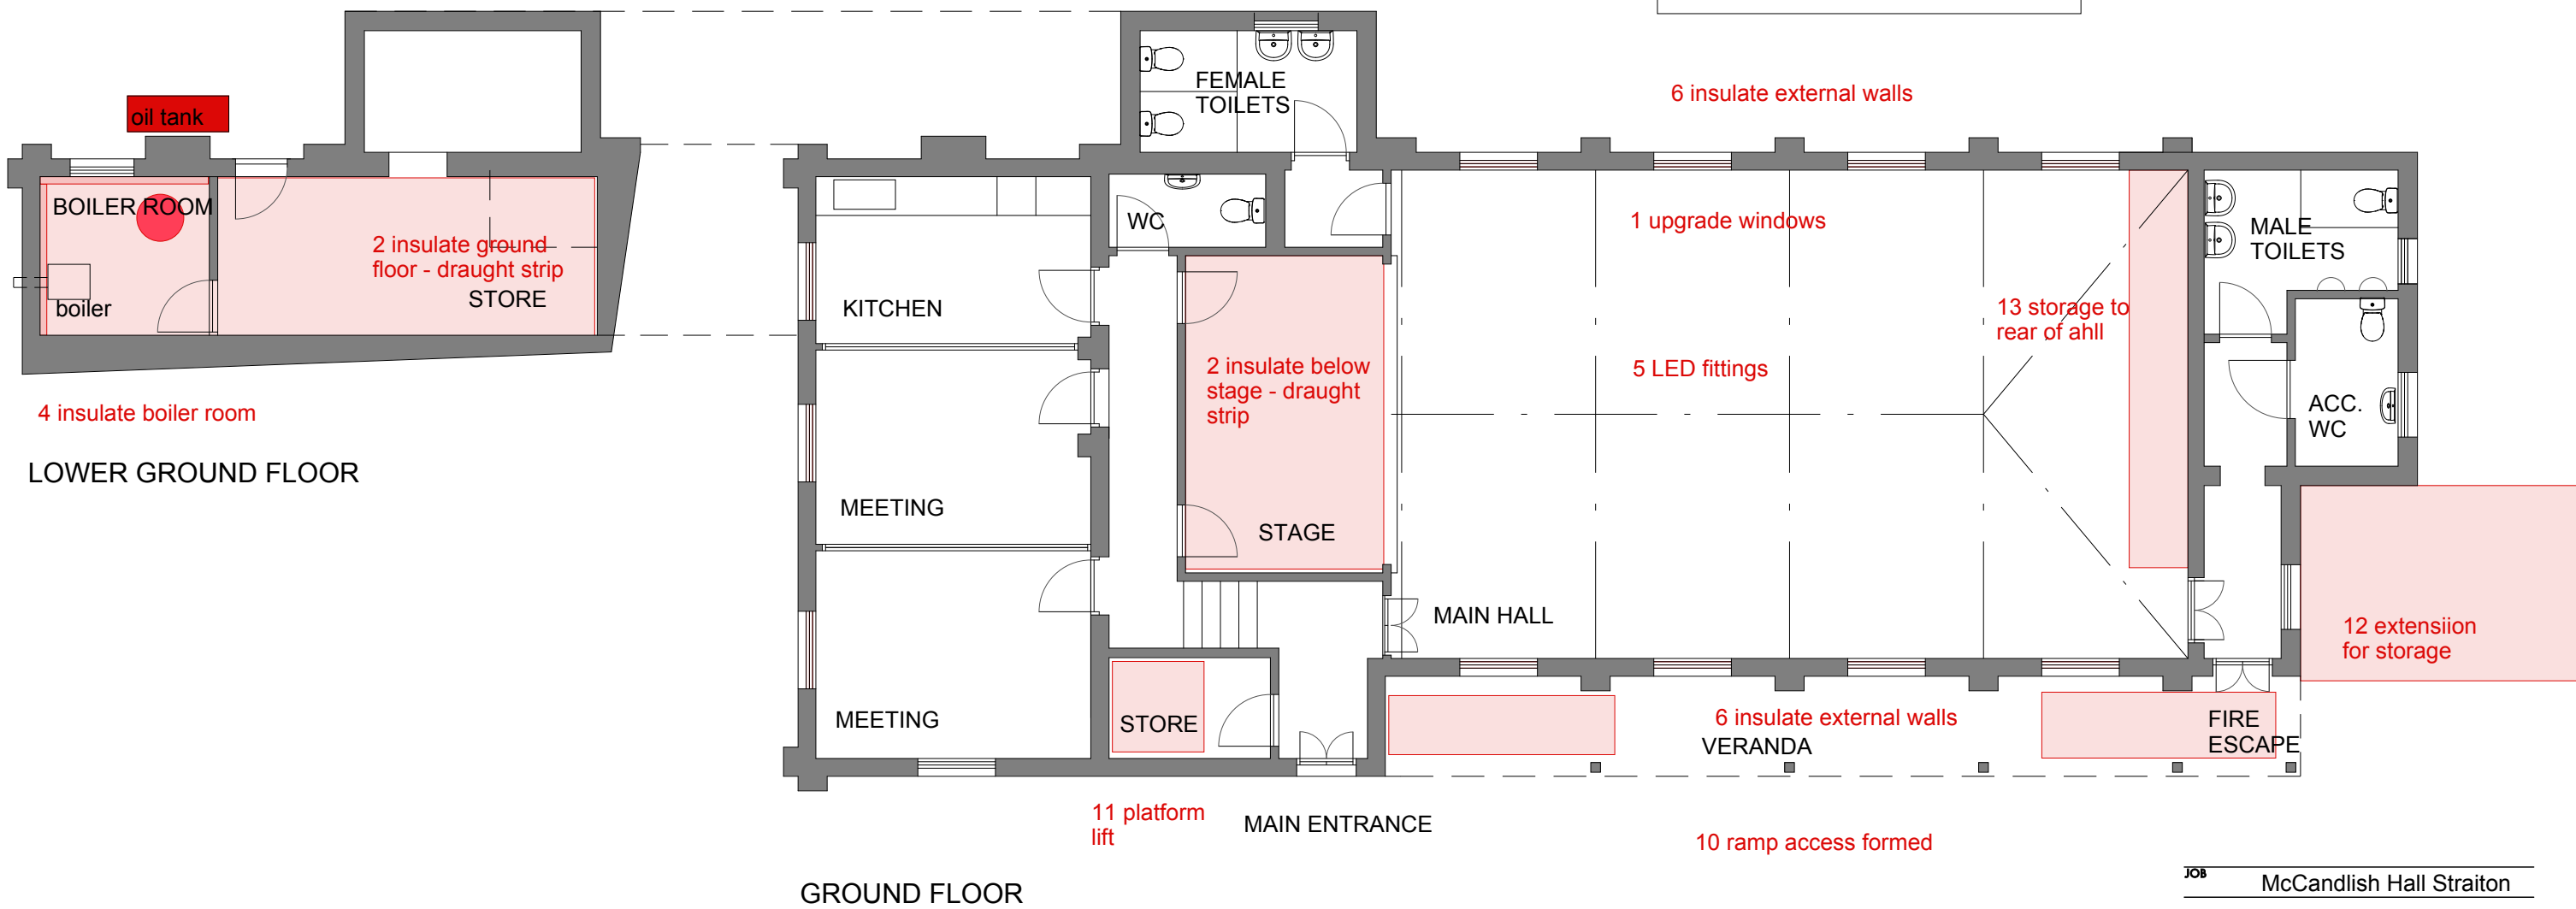 oil tank
BOILER ROOM
2 insulate ground
floor - draught strip
STORE
boiler
4 insulate boiler room
LOWER GROUND FLOOR
FEMALE
TOILETS
6 insulate external walls
WC
1 upgrade windows
MALE
TOILETS
KITCHEN
13 storage to
rear of ahll
2 insulate below
stage - draught
strip
5 LED fittings
ACC.
WC
MEETING
STAGE
MAIN HALL
12 extensiion
for storage
MEETING
STORE
6 insulate external walls
VERANDA
FIRE
ESCAPE
11 platform
lift
MAIN ENTRANCE
10 ramp access formed
GROUND FLOOR
JOB
McCandlish Hall Straiton